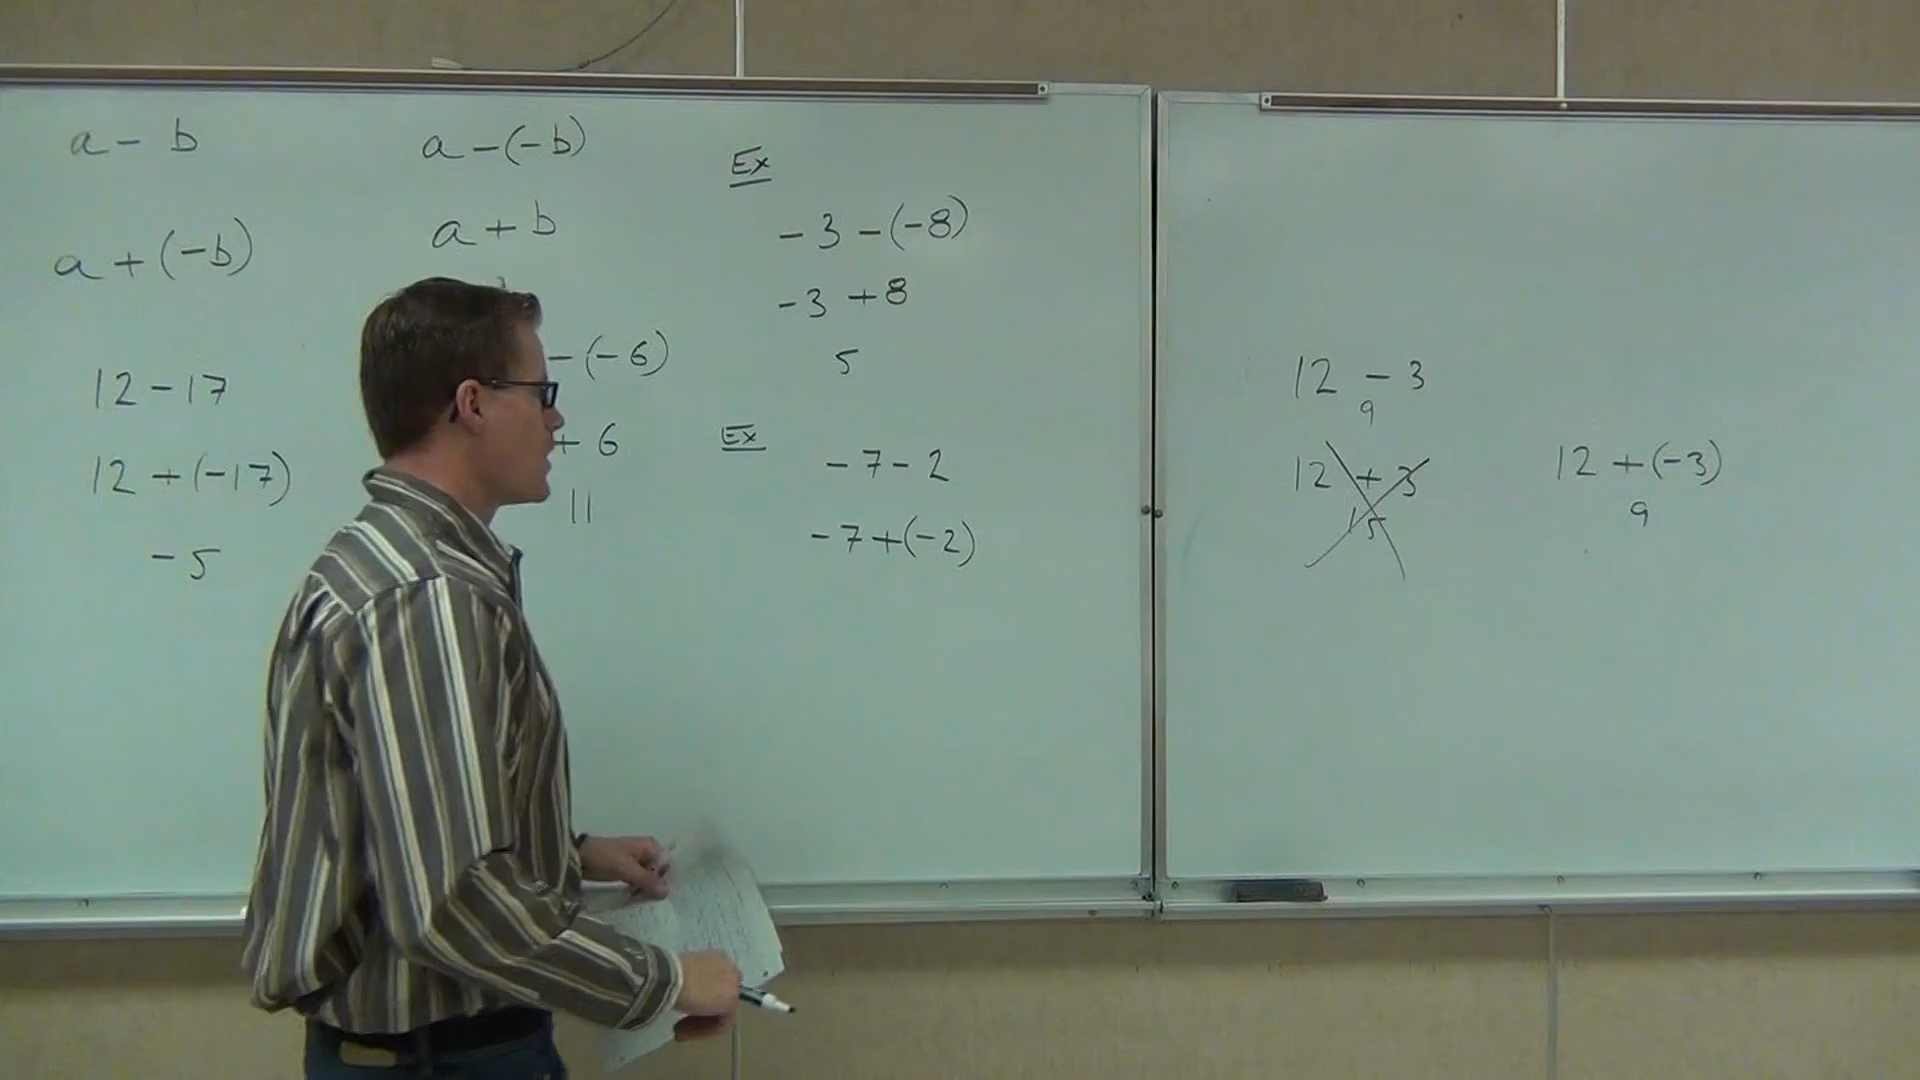 a - b
a + (-b)
12 - 17
12 + (-17)
-5
a - (-b)
a + b
- (-6)
+ 6
11
Ex
-3 - (-8)
-3 + 8
5
Ex
-7 - 2
-7 + (-2)
12 - 3
9
12 + 3
15
12 + (-3)
9